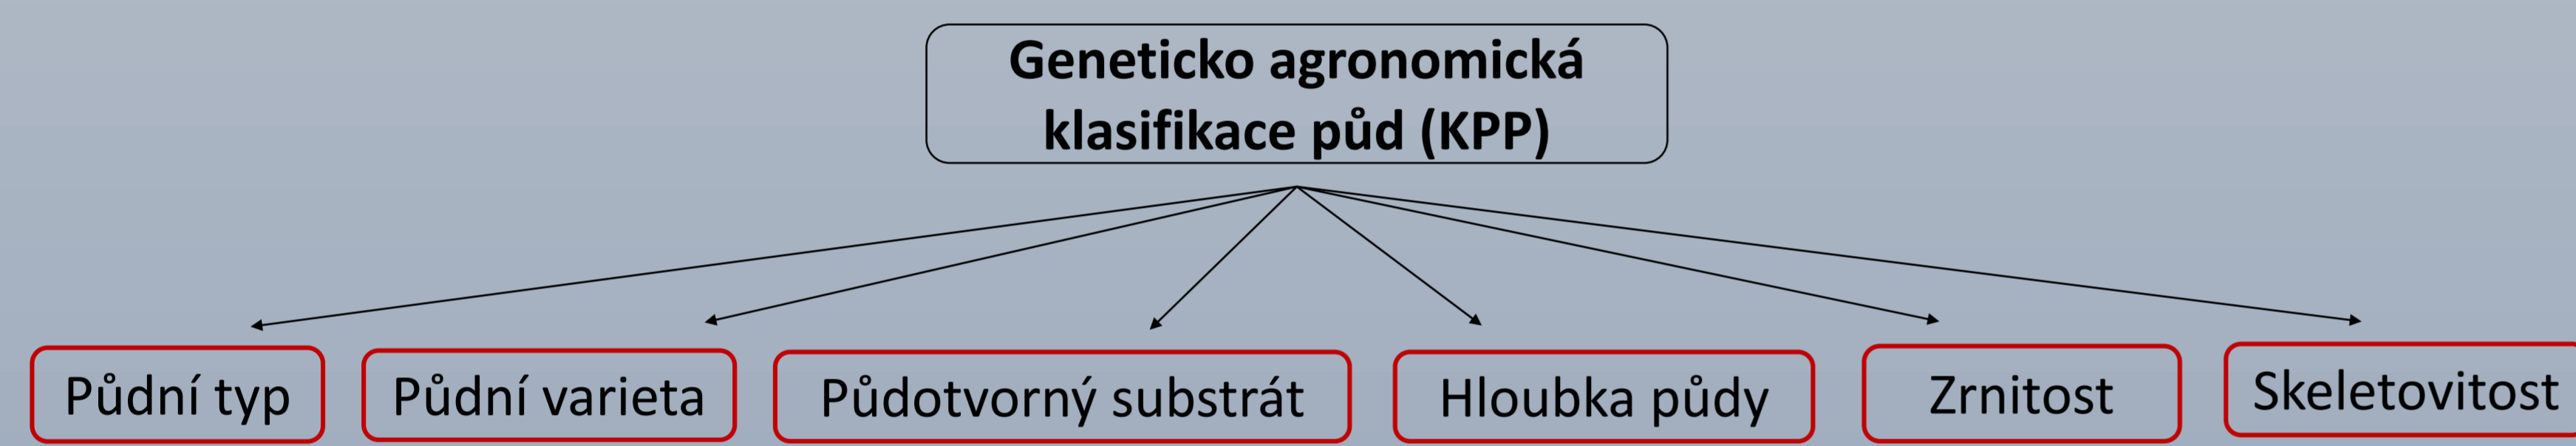 Geneticko agronomická
klasifikace půd (KPP)
Půdní typ
Půdní varieta
Půdotvorný substrát
Hloubka půdy
Zrnitost
Skeletovitost